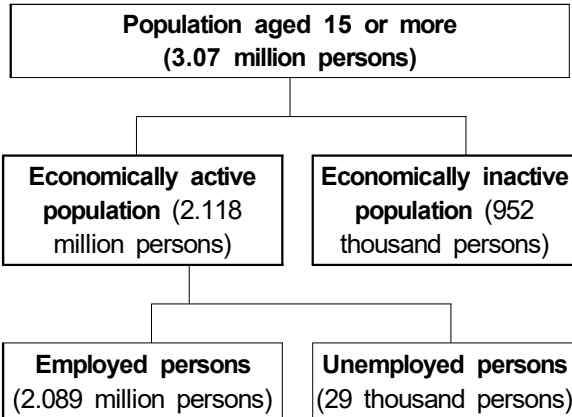 Population aged 15 or more
(3.07 million persons)
Economically active
population (2.118
million persons)
Economically inactive
population (952
thousand persons)
Employed persons
(2.089 million persons)
Unemployed persons
(29 thousand persons)